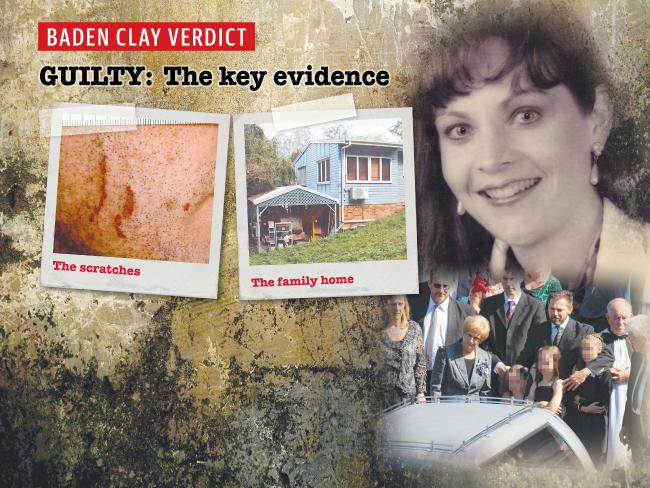 BADEN CLAY VERDICT
GUILTY: The key evidence
The scratches
The family home